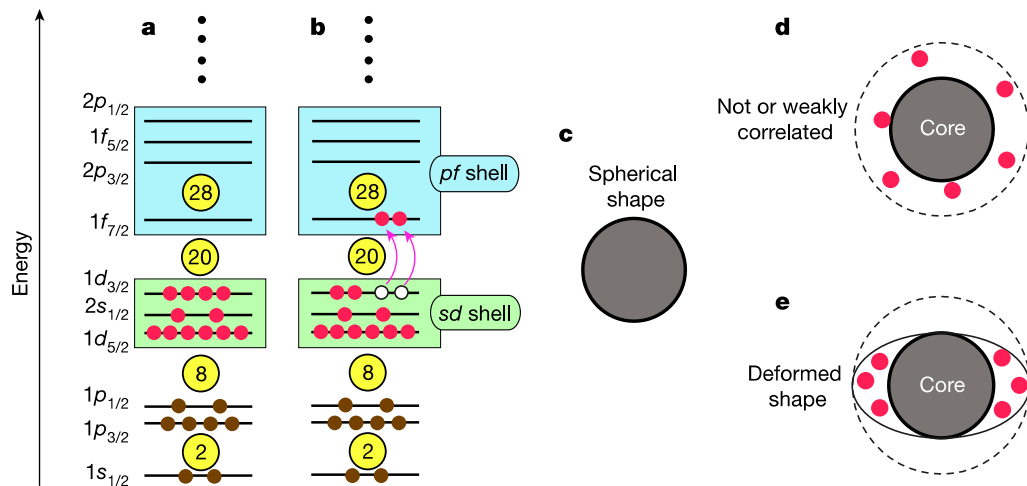 a
b
Energy
2p1/2
1f5/2
2p3/2
28
28
pf shell
1f7/2
20
20
1d3/2
2s1/2
1d5/2
sd shell
8
8
1p1/2
1p3/2
2
2
1s1/2
c
Spherical
shape
d
Not or weakly
correlated
Core
e
Deformed
shape
Core